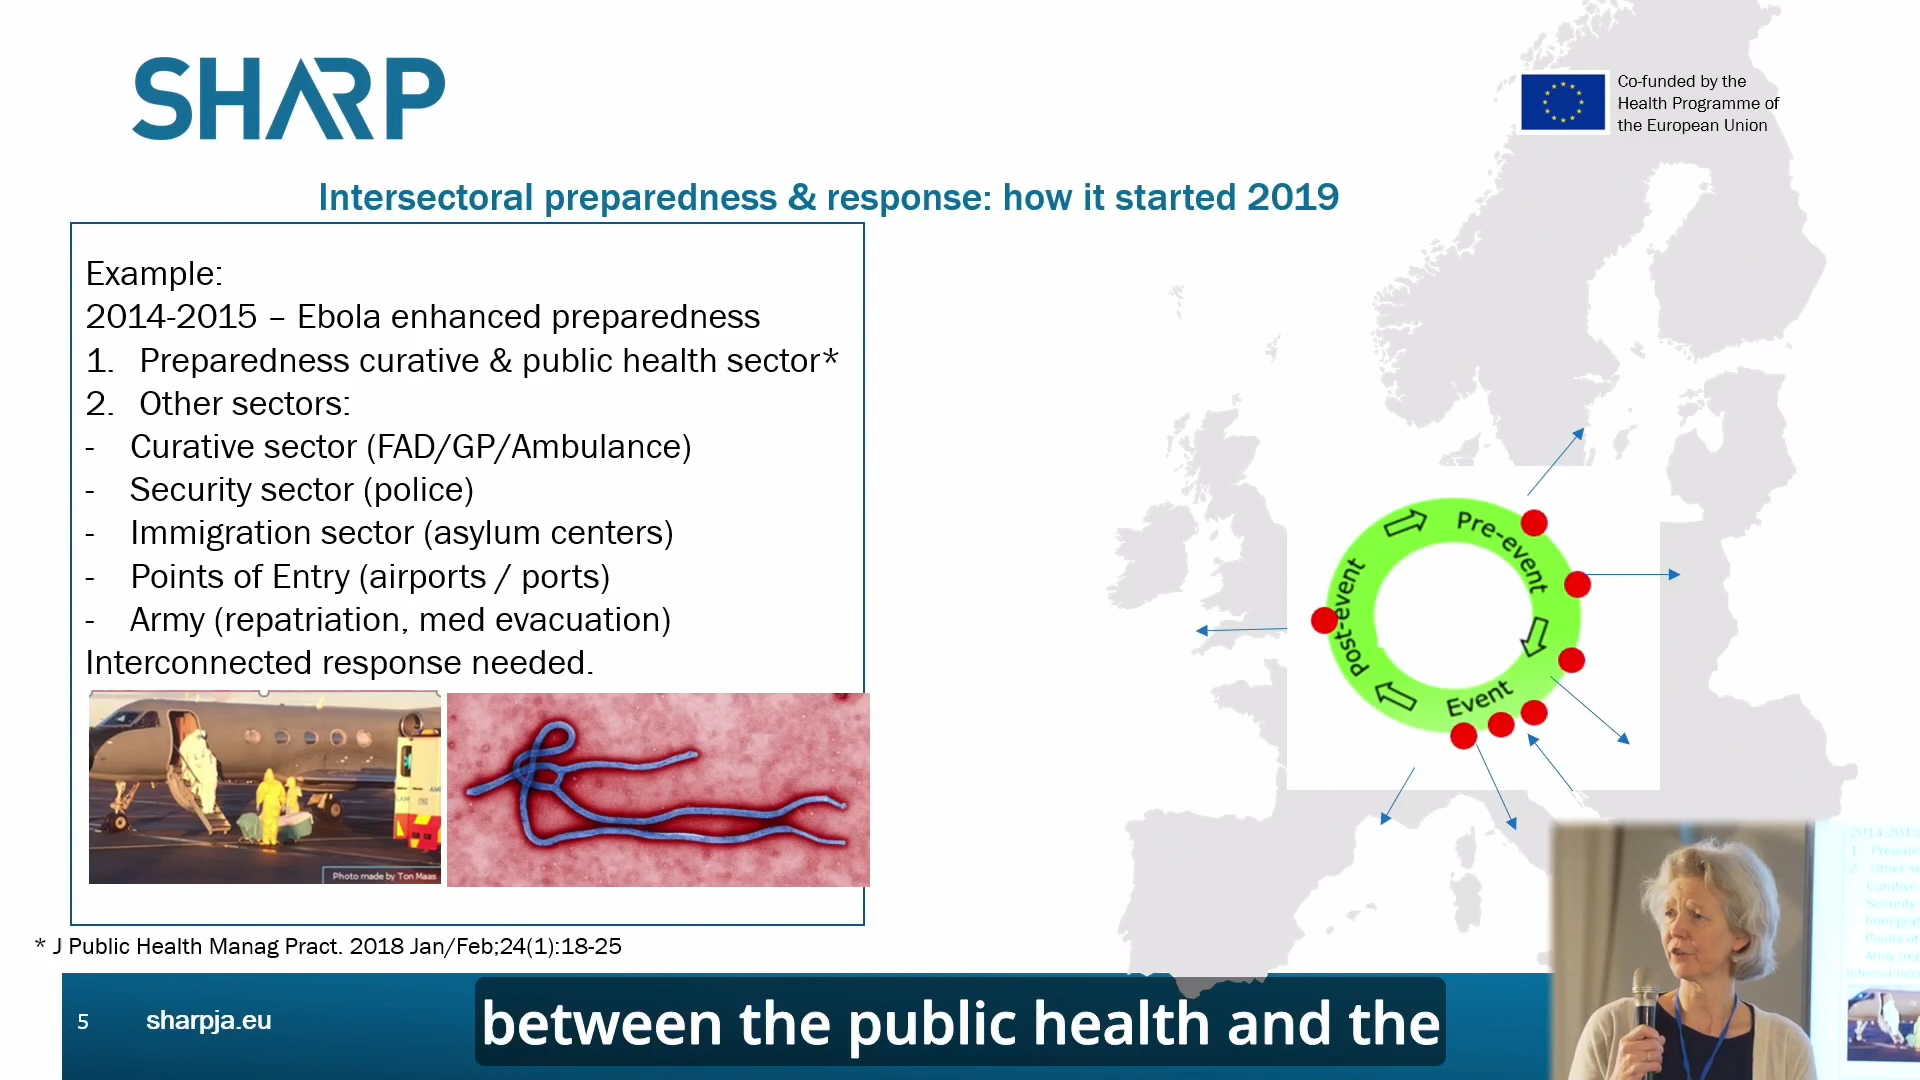 SHARP
Co-funded by the
Health Programme of
the European Union
Intersectoral preparedness & response: how it started 2019
Example:
2014-2015 – Ebola enhanced preparedness
1. Preparedness curative & public health sector*
2. Other sectors:
- Curative sector (FAD/GP/Ambulance)
- Security sector (police)
- Immigration sector (asylum centers)
- Points of Entry (airports / ports)
- Army (repatriation, med evacuation)
Interconnected response needed.
Photo made by Ton Maas
Pre-event
Event
Post-event
* J Public Health Manag Pract. 2018 Jan/Feb;24(1):18-25
5
sharpja.eu
between the public health and the